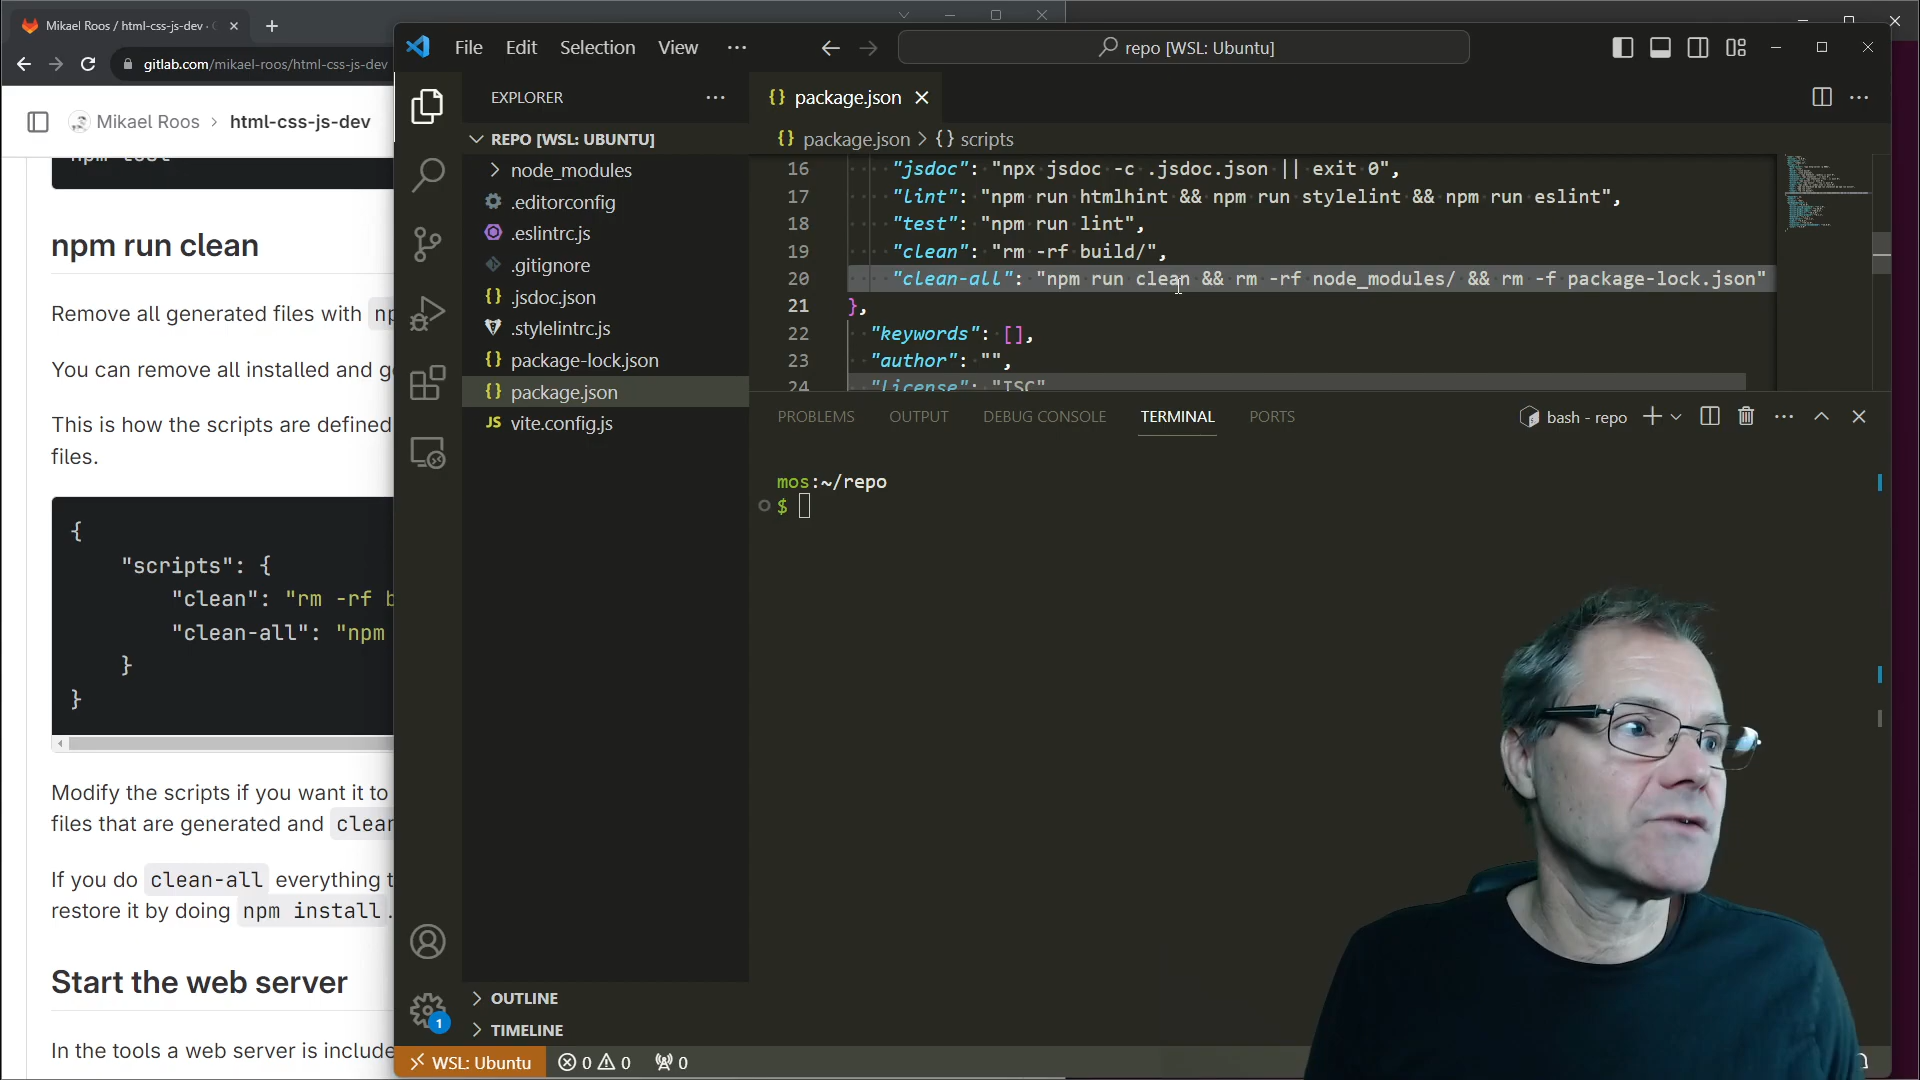 Mikael Roos / html-css-js-dev ·
gitlab.com/mikael-roos/html-css-js-dev
Mikael Roos > html-css-js-dev
npm test
npm run clean
Remove all generated files with
You can remove all installed and
This is how the scripts are defined
files.
{
"scripts": {
"clean": "rm -rf
"clean-all": "npm
}
}
Modify the scripts if you want it to
files that are generated and
If you do clean-all everything
restore it by doing npm install.
Start the web server
In the tools a web server is
File Edit Selection View ···
repo [WSL: Ubuntu]
EXPLORER
REPO [WSL: UBUNTU]
node_modules
.editorconfig
.eslintrc.js
.gitignore
.jsdoc.json
.stylelintrc.js
package-lock.json
package.json
vite.config.js
OUTLINE
TIMELINE
package.json
package.json > {} scripts
16 "jsdoc": "npx jsdoc -c .jsdoc.json || exit 0",
17 "lint": "npm run htmlhint && npm run stylelint && npm run eslint",
18 "test": "npm run lint",
19 "clean": "rm -rf build/",
20 "clean-all": "npm run clean && rm -rf node_modules/ && rm -f package-lock.json"
21 },
22 "keywords": [],
23 "author": "",
24 "license": "ISC"
PROBLEMS OUTPUT DEBUG CONSOLE TERMINAL PORTS
bash - repo
mos:~/repo
$
1
WSL: Ubuntu 0 0 0